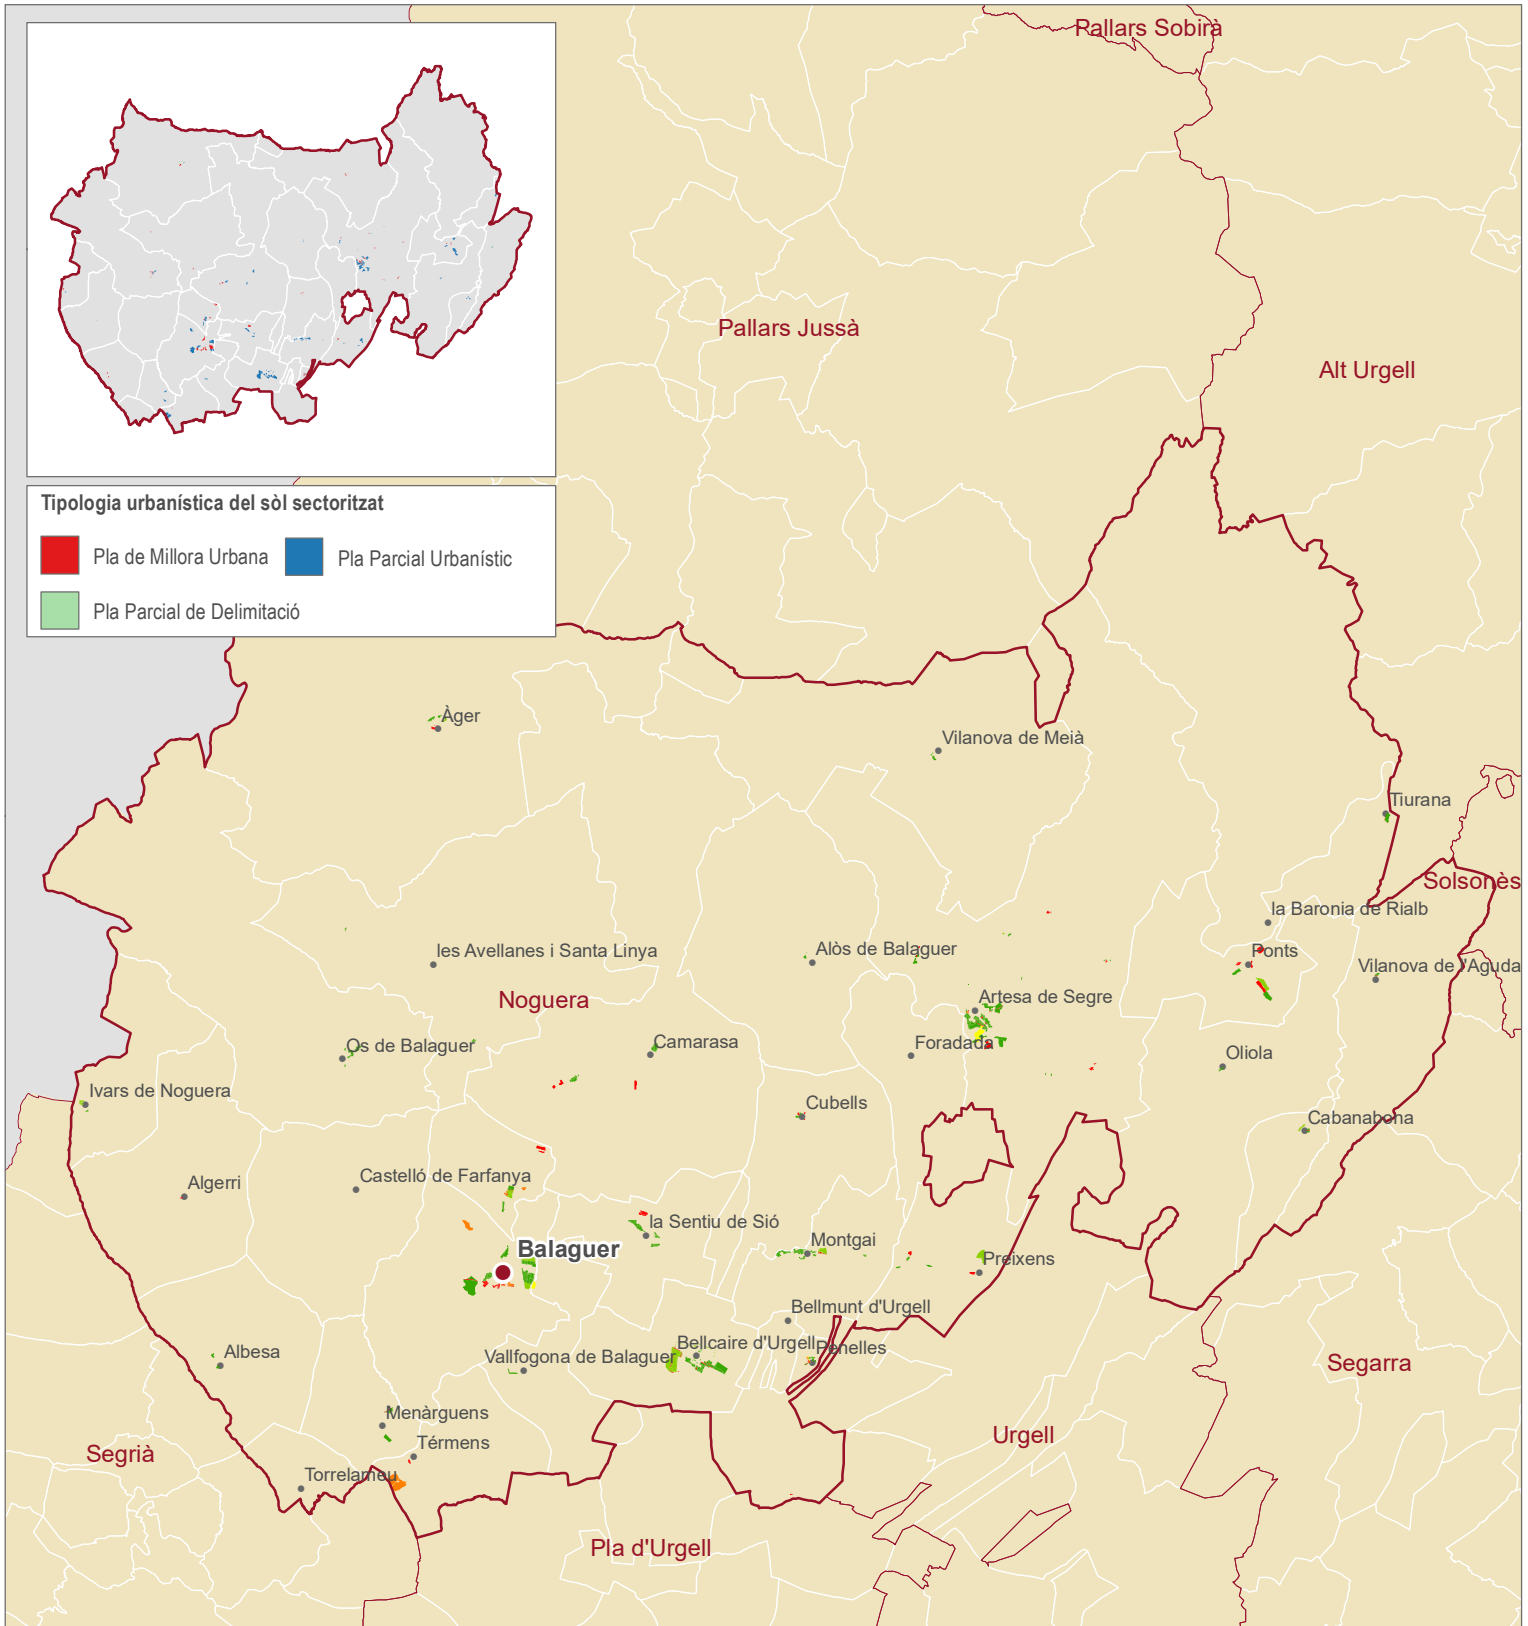 Pallars Sobirà
Pallars Jussà
Alt Urgell
Tipologia urbanística del sòl sectoritzat
Pla de Millora Urbana
Pla Parcial Urbanístic
Pla Parcial de Delimitació
Àger
Vilanova de Meià
Tiurana
Solsonès
la Baronia de Rialb
les Avellanes i Santa Linya
Alòs de Balaguer
Ponts
Vilanova de l'Aguda
Noguera
Artesa de Segre
Os de Balaguer
Camarasa
Foradada
Oliola
Ivars de Noguera
Cubells
Cabanabona
Algerri
Castelló de Farfanya
la Sentiu de Sió
Balaguer
Montgai
Preixens
Bellmunt d'Urgell
Albesa
Vallfogona de Balaguer
Bellcaire d'Urgell
Penelles
Segarra
Menàrguens
Térmens
Segrià
Torrelameu
Urgell
Pla d'Urgell